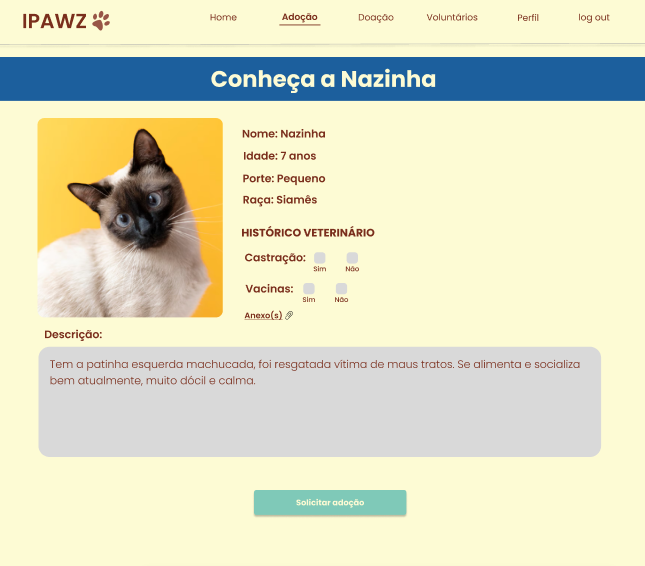 IPAWZ
Home
Adoção
Doação
Voluntários
Perfil
log out
Conheça a Nazinha
Nome: Nazinha
Idade: 7 anos
Porte: Pequeno
Raça: Siamês
HISTÓRICO VETERINÁRIO
Castração:
Sim
Não
Vacinas:
Sim
Não
Anexo(s)
Descrição:
Tem a patinha esquerda machucada, foi resgatada vítima de maus tratos. Se alimenta e socializa
bem atualmente, muito dócil e calma.
Solicitar adoção